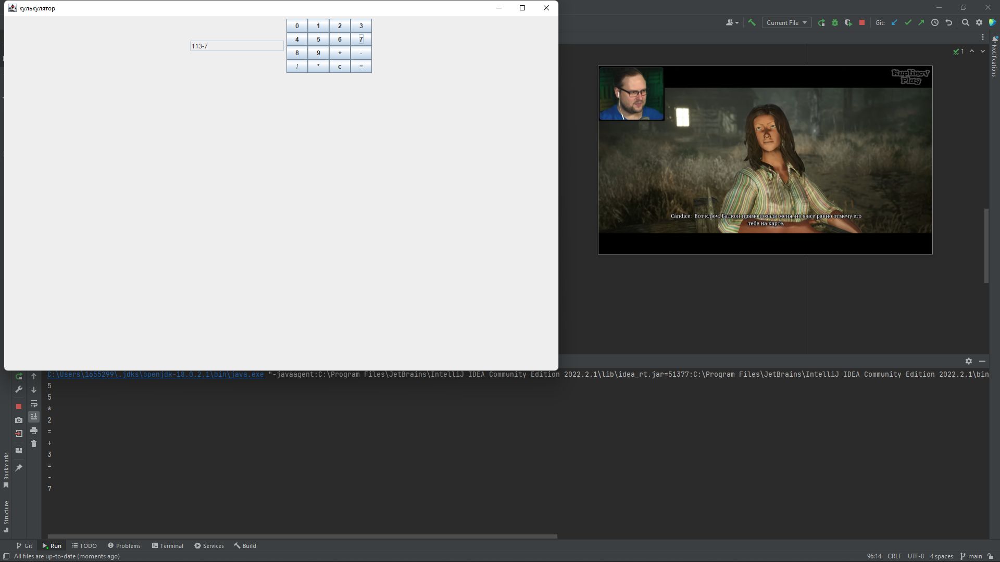 кулькулятор
113-7
0 1 2 3
4 5 6 7
8 9 + -
/ * c =
Current File
Git:
1
Notifications
Kuplinov
Play
Candice: Вот ключ. Балкон прямо позади меня, но я все равно отмечу его
тебе на карте.
C:\Users\1655299\.jdks\openjdk-18.0.2.1\bin\java.exe "-javaagent:C:\Program Files\JetBrains\IntelliJ IDEA Community Edition 2022.2.1\lib\idea_rt.jar=51377:C:\Program Files\JetBrains\IntelliJ IDEA Community Edition 2022.2.1\bin
5
5
*
2
=
+
3
=
-
7
Bookmarks
Structure
Git Run TODO Problems Terminal Services Build
All files are up-to-date (moments ago)
96:14 CRLF UTF-8 4 spaces main